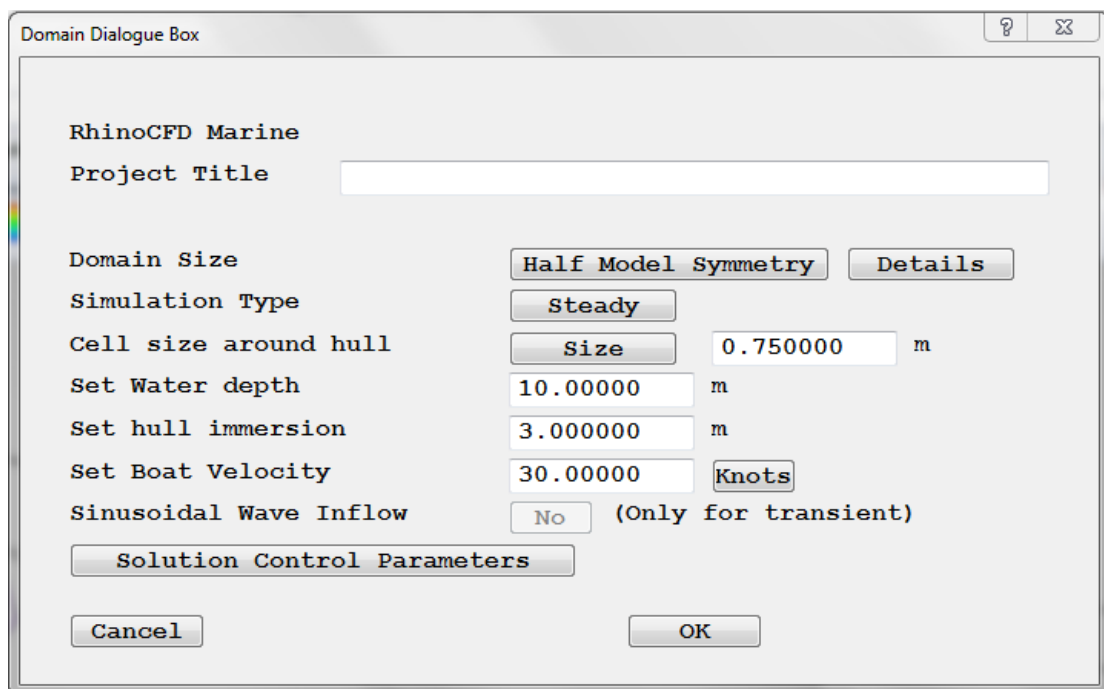 Domain Dialogue Box
RhinoCFD Marine
Project Title
Domain Size Half Model Symmetry Details
Simulation Type Steady
Cell size around hull Size 0.750000 m
Set Water depth 10.00000 m
Set hull immersion 3.000000 m
Set Boat Velocity 30.00000 Knots
Sinusoidal Wave Inflow No (Only for transient)
Solution Control Parameters
Cancel OK